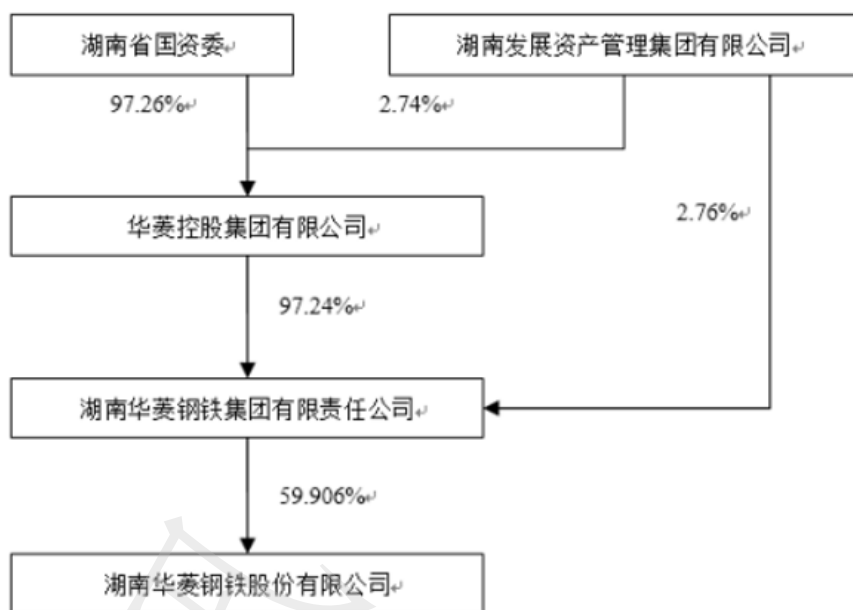 湖南省国资委
湖南发展资产管理集团有限公司
97.26%
2.74%
华菱控股集团有限公司
2.76%
97.24%
湖南华菱钢铁集团有限责任公司
59.906%
湖南华菱钢铁股份有限公司